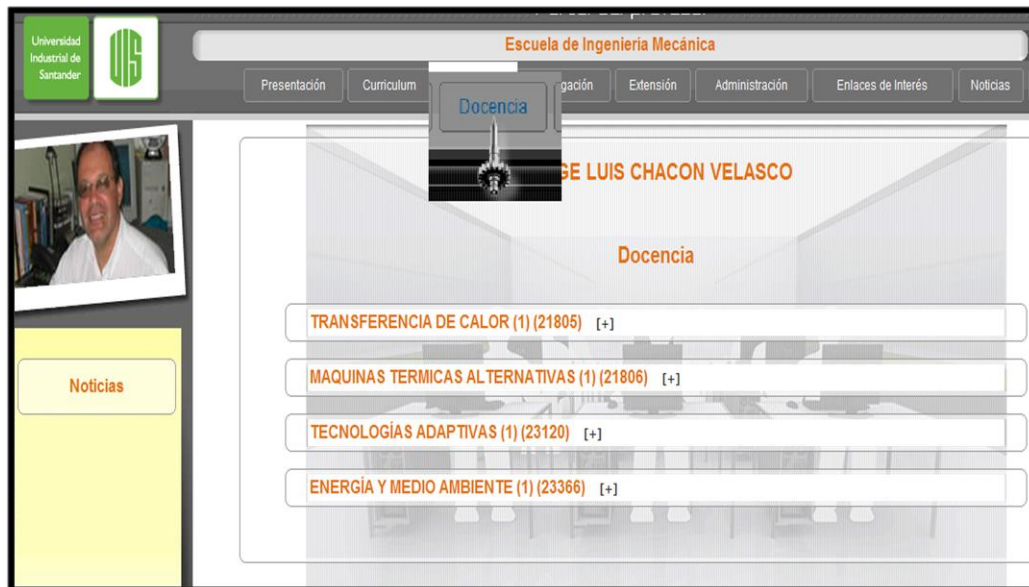 Universidad
Industrial de
Santander
Escuela de Ingenieria Mecánica
Presentación
Curriculum
Docencia
gación
Extensión
Administración
Enlaces de Interés
Noticias
GE LUIS CHACON VELASCO
Docencia
TRANSFERENCIA DE CALOR (1) (21805) [+]
MAQUINAS TERMICAS ALTERNATIVAS (1) (21806) [+]
TECNOLOGÍAS ADAPTIVAS (1) (23120) [+]
ENERGÍA Y MEDIO AMBIENTE (1) (23366) [+]
Noticias